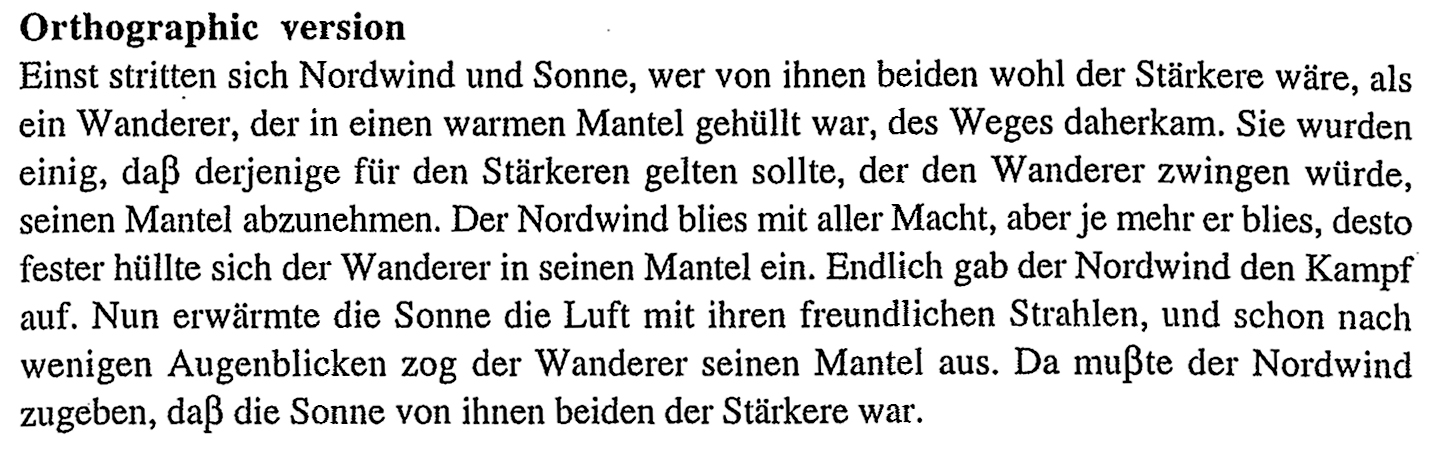 Orthographic version
Einst stritten sich Nordwind und Sonne, wer von ihnen beiden wohl der Stärkere wäre, als
ein Wanderer, der in einen warmen Mantel gehüllt war, des Weges daherkam. Sie wurden
einig, daß derjenige für den Stärkeren gelten sollte, der den Wanderer zwingen würde,
seinen Mantel abzunehmen. Der Nordwind blies mit aller Macht, aber je mehr er blies, desto
fester hüllte sich der Wanderer in seinen Mantel ein. Endlich gab der Nordwind den Kampf
auf. Nun erwärmte die Sonne die Luft mit ihren freundlichen Strahlen, und schon nach
wenigen Augenblicken zog der Wanderer seinen Mantel aus. Da mußte der Nordwind
zugeben, daß die Sonne von ihnen beiden der Stärkere war.